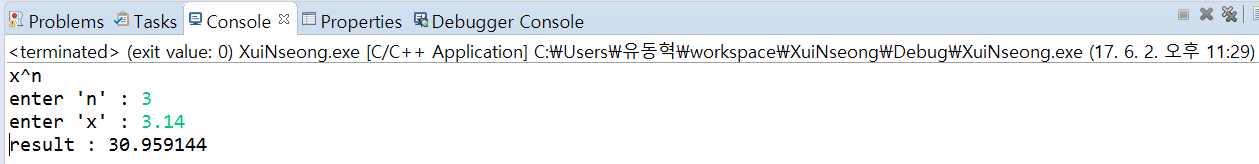 Problems Tasks Console Properties Debugger Console
<terminated> (exit value: 0) XuiNseong.exe [C/C++ Application] C:₩Users₩유동혁₩workspace₩XuiNseong₩Debug₩XuiNseong.exe (17. 6. 2. 오후 11:29)
x^n
enter 'n' : 3
enter 'x' : 3.14
result : 30.959144